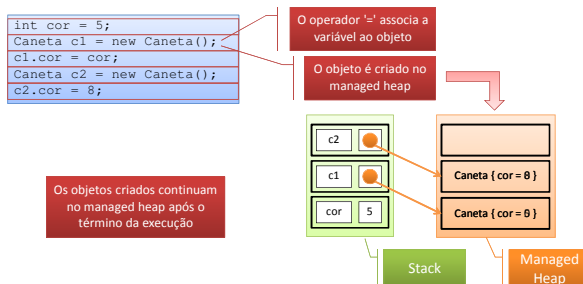 int cor = 5;
Caneta c1 = new Caneta();
c1.cor = cor;
Caneta c2 = new Caneta();
c2.cor = 8;
O operador '=' associa a
variável ao objeto
O objeto é criado no
managed heap
Os objetos criados continuam
no managed heap após o
término da execução
c2
c1
Caneta { cor = }
cor
5
Caneta { cor = }
Stack
Managed
Heap